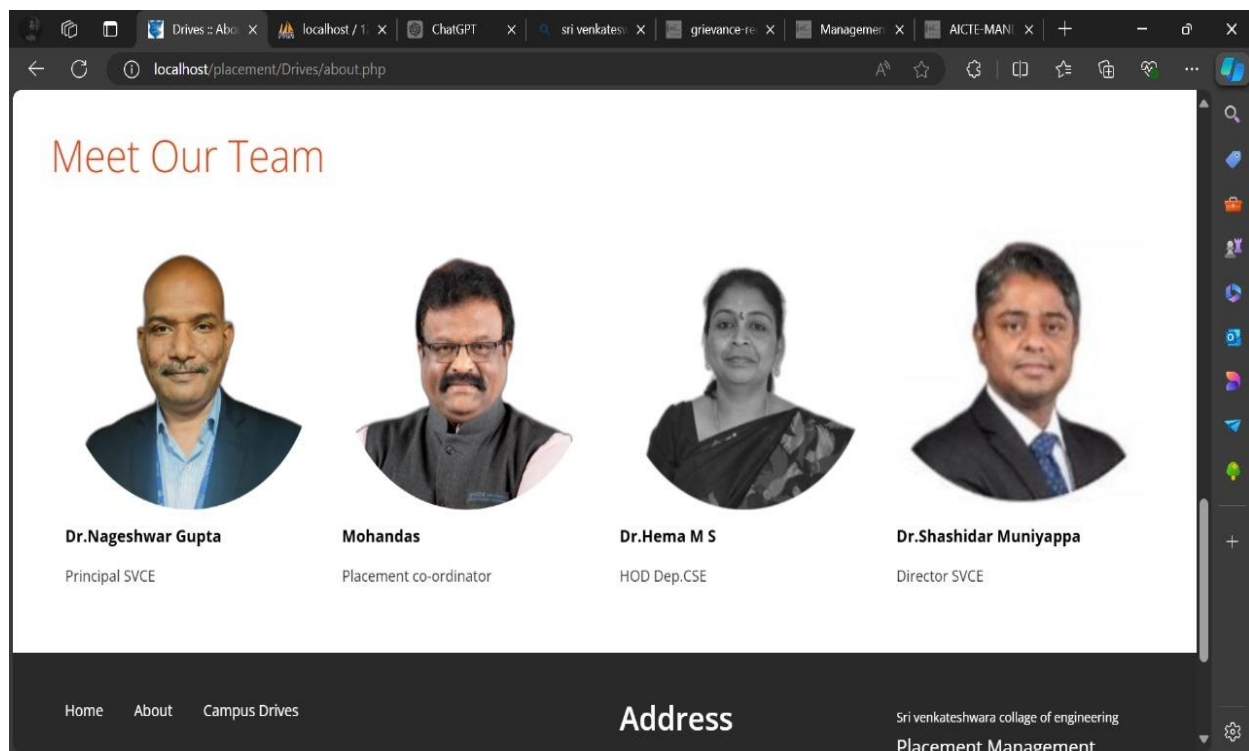 Drives :: Abo
localhost / 1
ChatGPT
sri venkatesv
grievance-re
Managemen
AICTE-MAN
localhost/placement/Drives/about.php
Meet Our Team
Dr.Nageshwar Gupta
Mohandas
Dr.Hema M S
Dr.Shashidar Muniyappa
Principal SVCE
Placement co-ordinator
HOD Dep.CSE
Director SVCE
Home About Campus Drives
Address
Sri venkateshwara collage of engineering
Placement Management